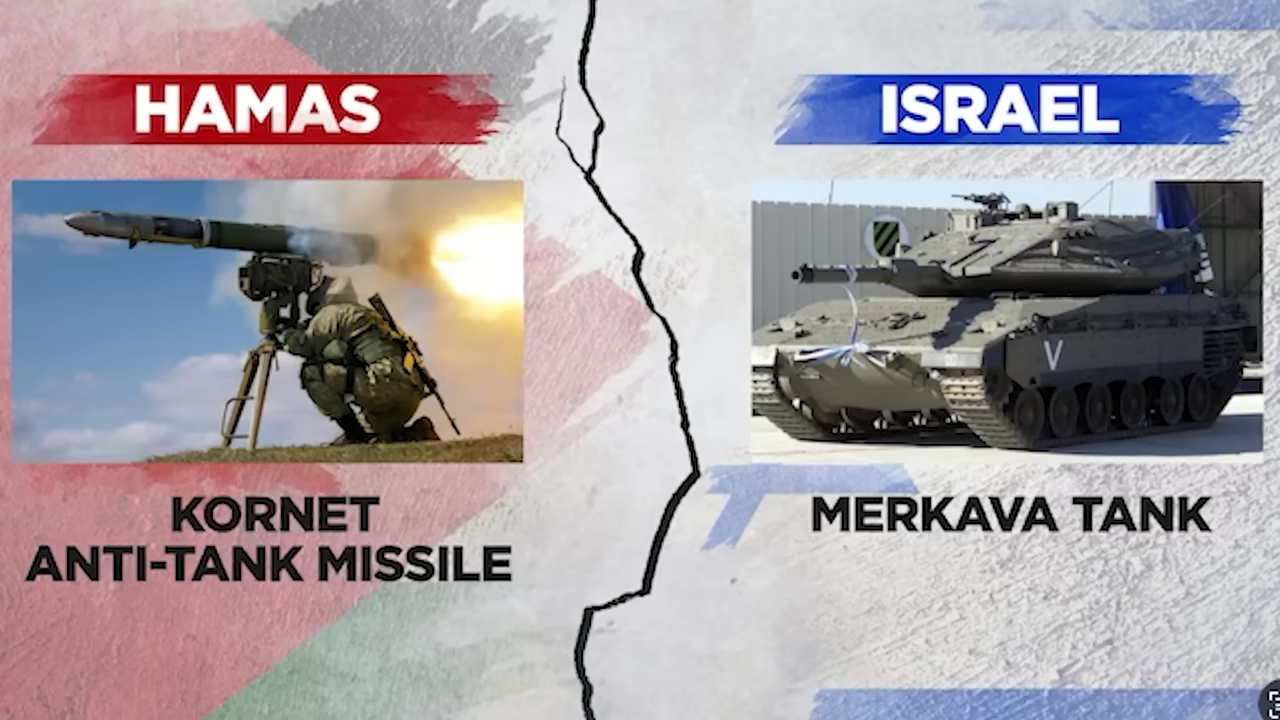 HAMAS
ISRAEL
V
KORNET
ANTI-TANK MISSILE
MERKAVA TANK